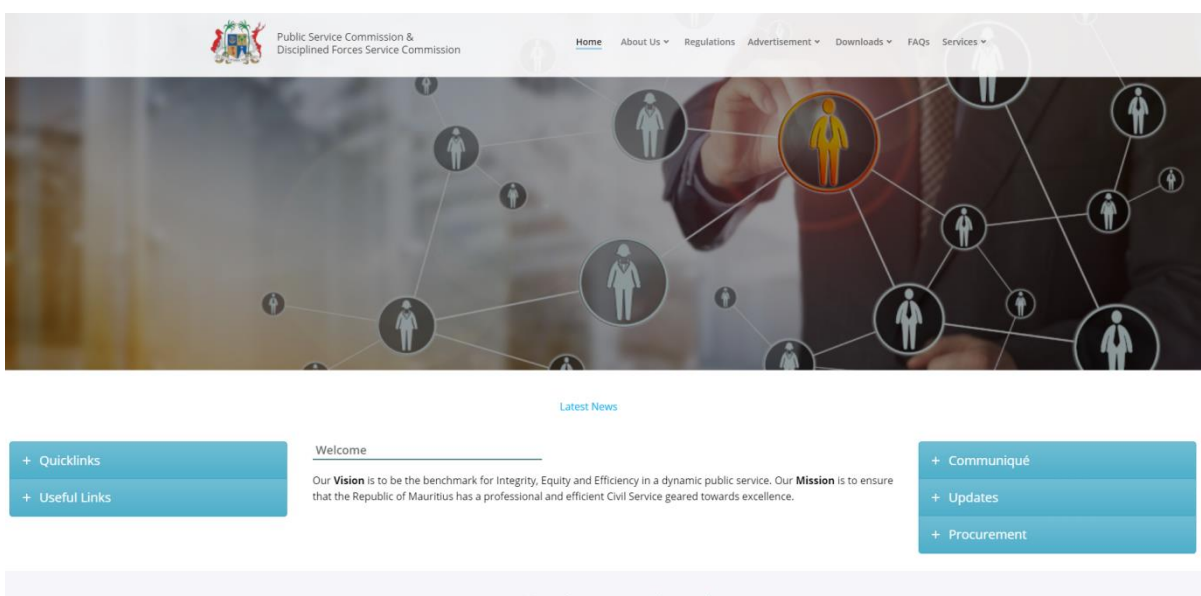 Public Service Commission &
Disciplined Forces Service Commission
Home About Us Regulations Advertisement Downloads FAQs Services
Latest News
+ Quicklinks
+ Useful Links
Welcome
Our Vision is to be the benchmark for Integrity, Equity and Efficiency in a dynamic public service. Our Mission is to ensure
that the Republic of Mauritius has a professional and efficient Civil Service geared towards excellence.
+ Communiqué
+ Updates
+ Procurement